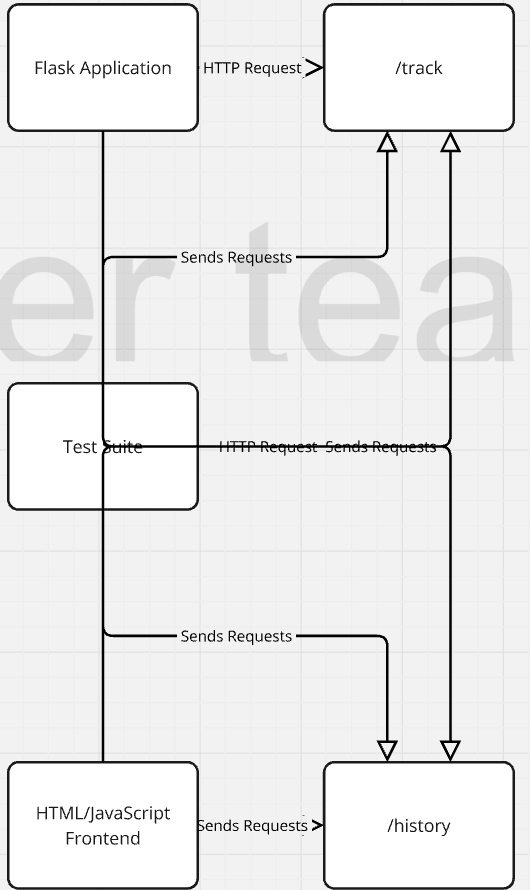 Flask Application
HTTP Request
/track
Sends Requests
er tea
Test Suite
HTTP Request
Sends Requests
Sends Requests
HTML/JavaScript
Frontend
Sends Requests
/history